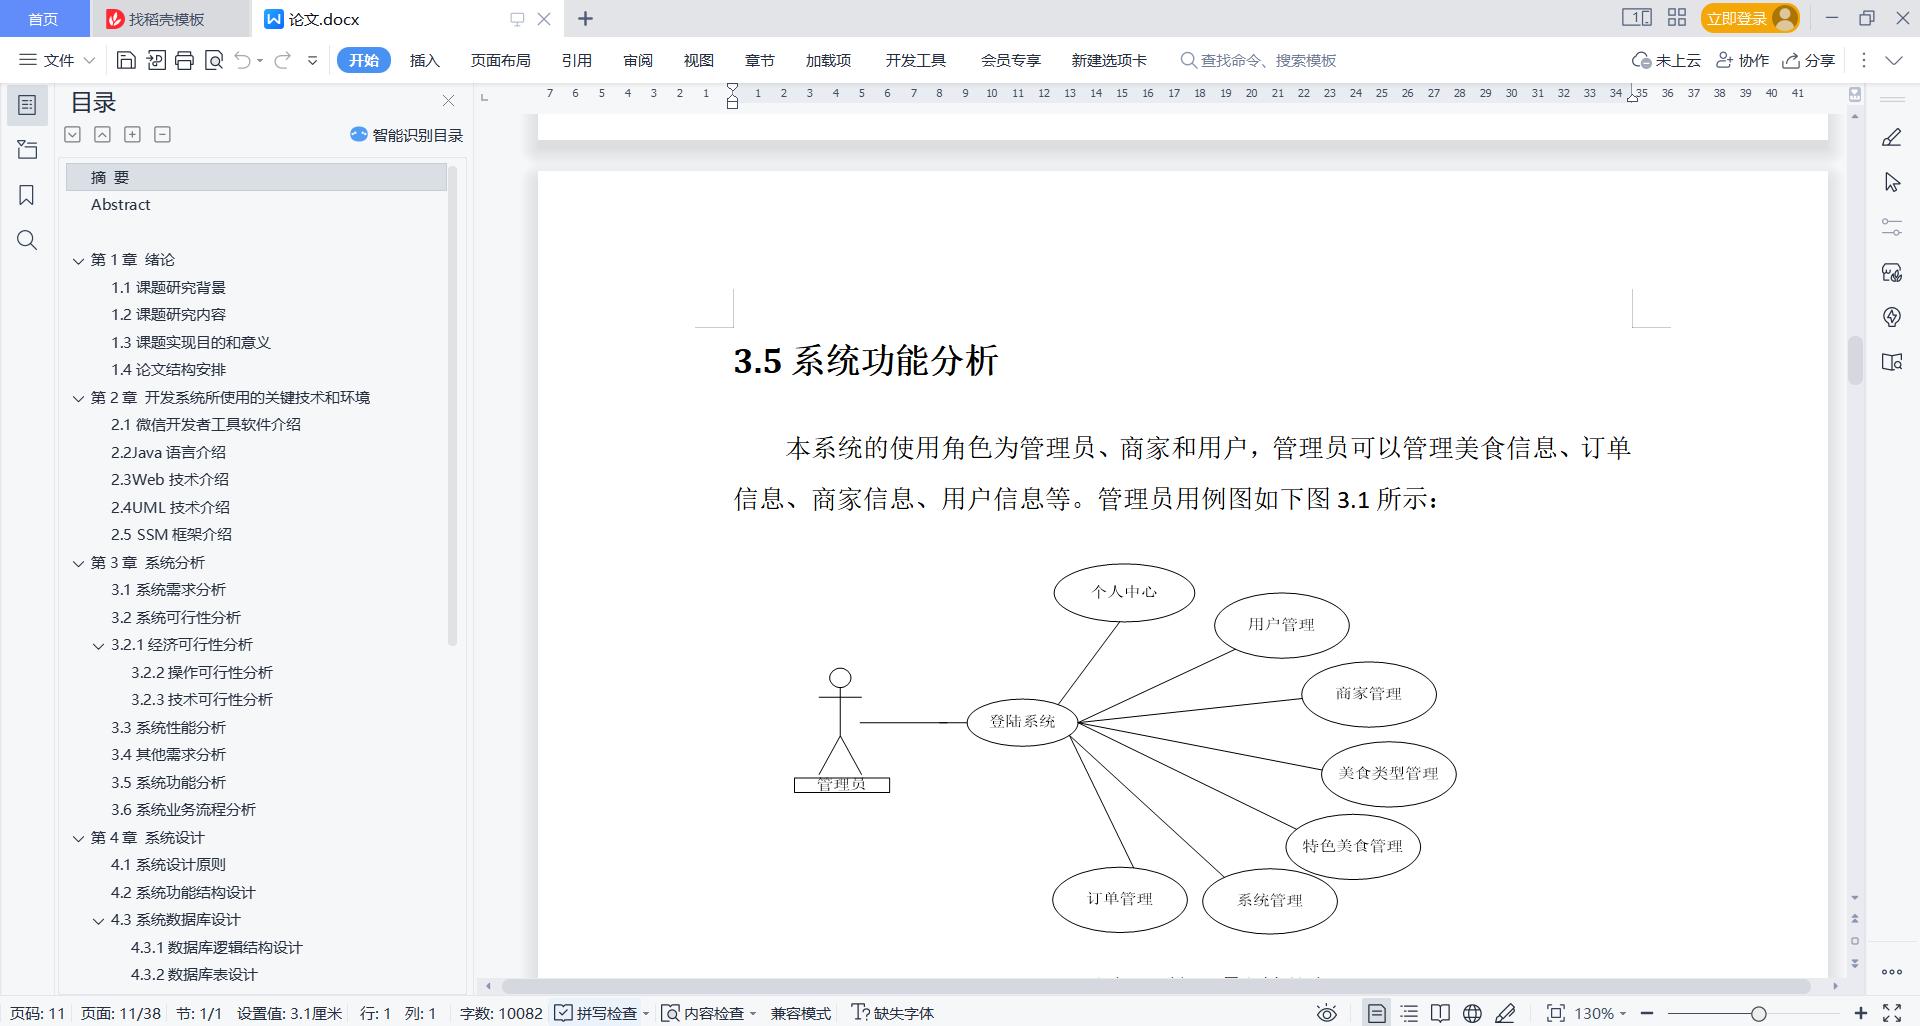 首页
找稻壳模板
论文.docx
立即登录
文件
开始
插入
页面布局
引用
审阅
视图
章节
加载项
开发工具
会员专享
新建选项卡
查找命令、搜索模板
未上云
协作
分享
目录
智能识别目录
7 6 5 4 3 2 1 1 2 3 4 5 6 7 8 9 10 11 12 13 14 15 16 17 18 19 20 21 22 23 24 25 26 27 28 29 30 31 32 33 34 35 36 37 38 39 40 41
摘 要
Abstract
第 1 章 绪论
1.1 课题研究背景
1.2 课题研究内容
1.3 课题实现目的和意义
1.4 论文结构安排
第 2 章 开发系统所使用的关键技术和环境
2.1 微信开发者工具软件介绍
2.2Java 语言介绍
2.3Web 技术介绍
2.4UML 技术介绍
2.5 SSM 框架介绍
第 3 章 系统分析
3.1 系统需求分析
3.2 系统可行性分析
3.2.1 经济可行性分析
3.2.2 操作可行性分析
3.2.3 技术可行性分析
3.3 系统性能分析
3.4 其他需求分析
3.5 系统功能分析
3.6 系统业务流程分析
第 4 章 系统设计
4.1 系统设计原则
4.2 系统功能结构设计
4.3 系统数据库设计
4.3.1 数据库逻辑结构设计
4.3.2 数据库表设计
3.5 系统功能分析
本系统的使用角色为管理员、商家和用户，管理员可以管理美食信息、订单
信息、商家信息、用户信息等。管理员用例图如下图 3.1 所示：
个人中心
用户管理
商家管理
登陆系统
美食类型管理
管理员
特色美食管理
订单管理
系统管理
页码: 11
页面: 11/38
节: 1/1
设置值: 3.1厘米
行: 1
列: 1
字数: 10082
拼写检查
内容检查
兼容模式
缺失字体
130%